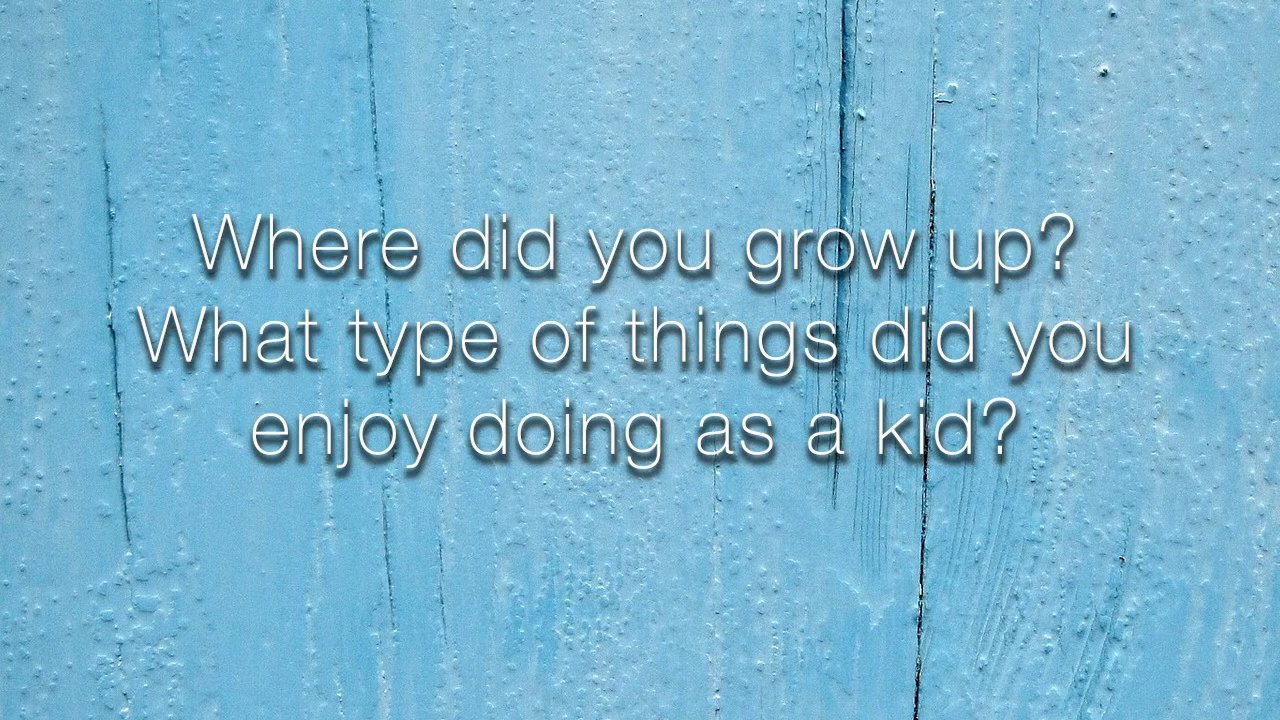 Where did you grow up?
What type of things did you
enjoy doing as a kid?